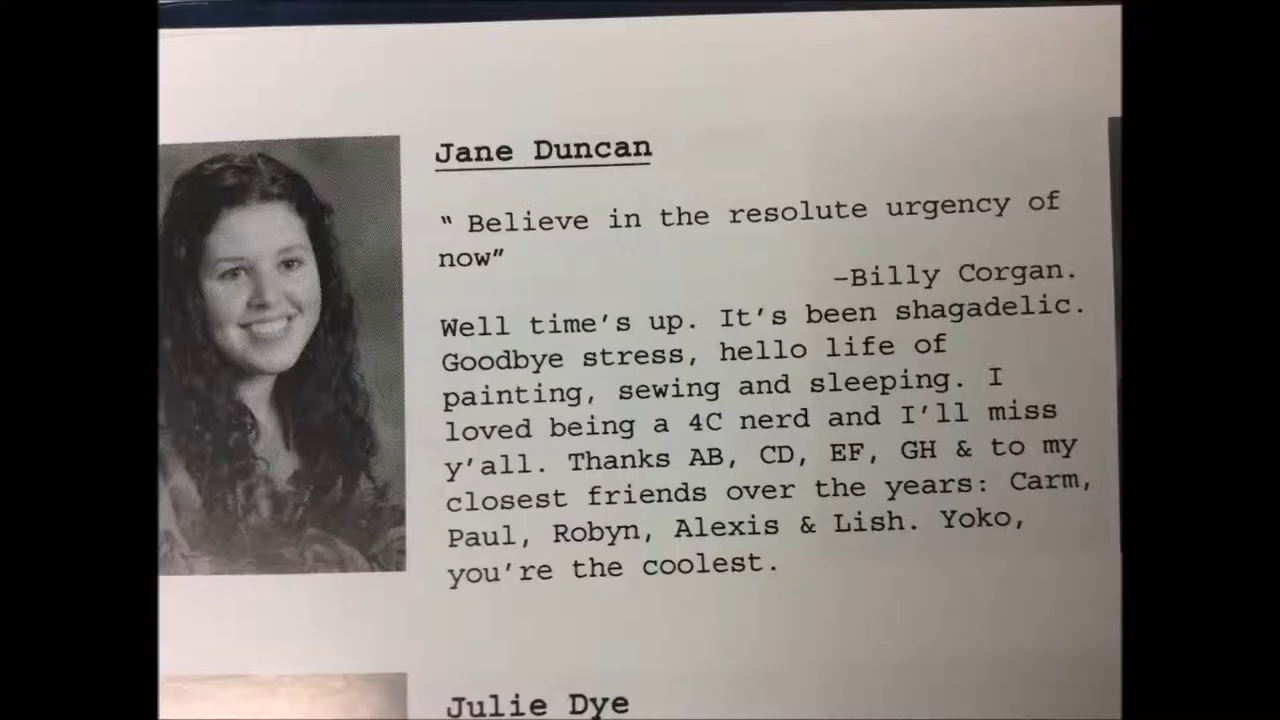 Jane Duncan
" Believe in the resolute urgency of
now"
-Billy Corgan.
Well time's up. It's been shagadelic.
Goodbye stress, hello life of
painting, sewing and sleeping. I
loved being a 4C nerd and I'll miss
y'all. Thanks AB, CD, EF, GH & to my
closest friends over the years: Carm,
Paul, Robyn, Alexis & Lish. Yoko,
you're the coolest.
Julie Dye